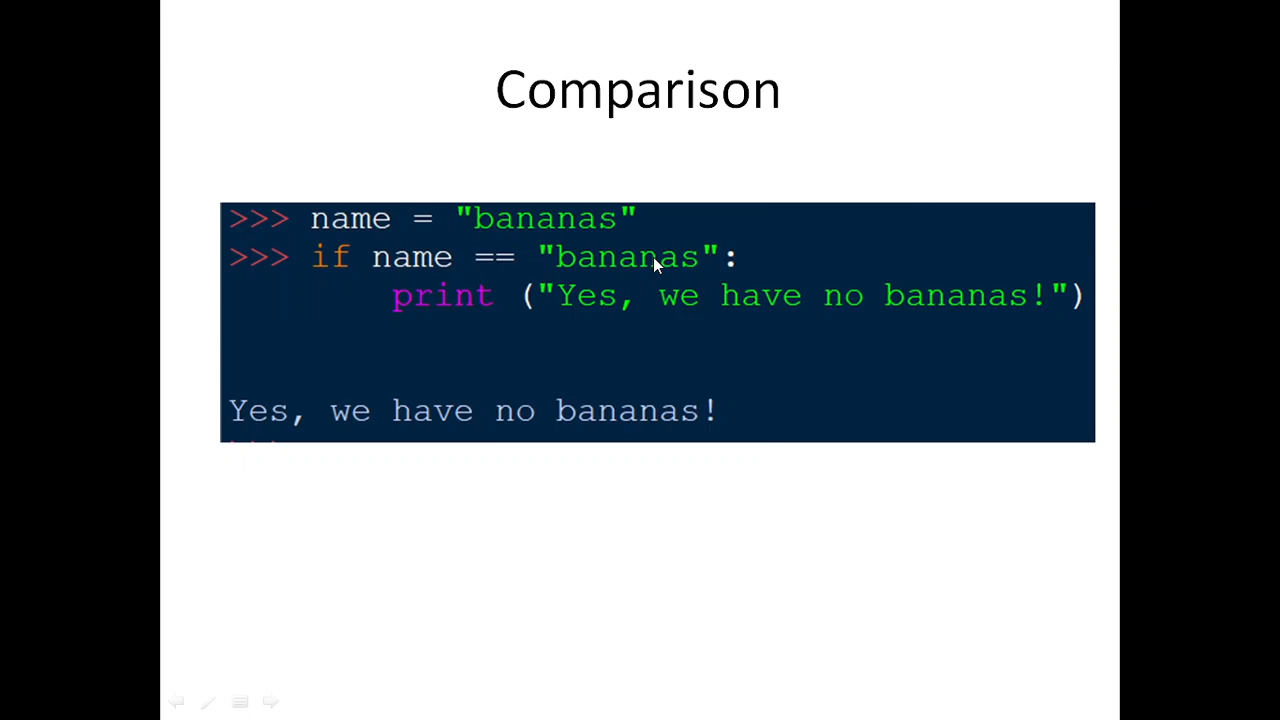 Comparison
>>> name = "bananas"
>>> if name == "bananas":
print ("Yes, we have no bananas!")
Yes, we have no bananas!